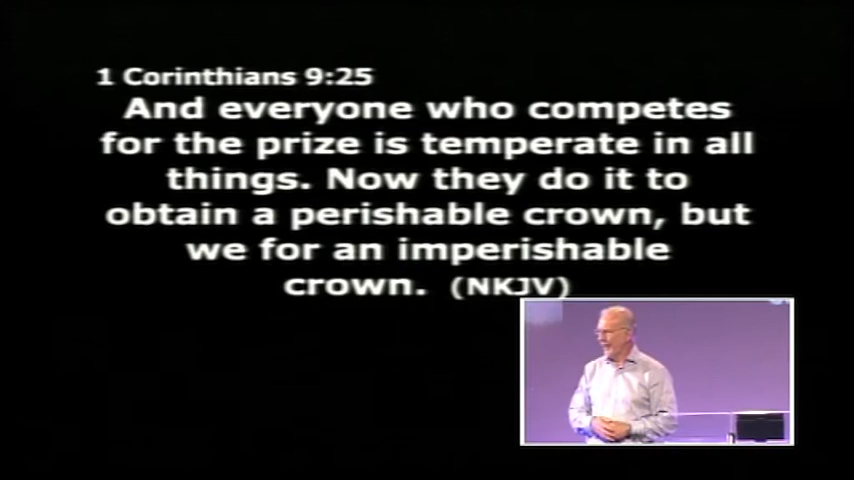 1 Corinthians 9:25
And everyone who competes
for the prize is temperate in all
things. Now they do it to
obtain a perishable crown, but
we for an imperishable
crown. (NKJV)